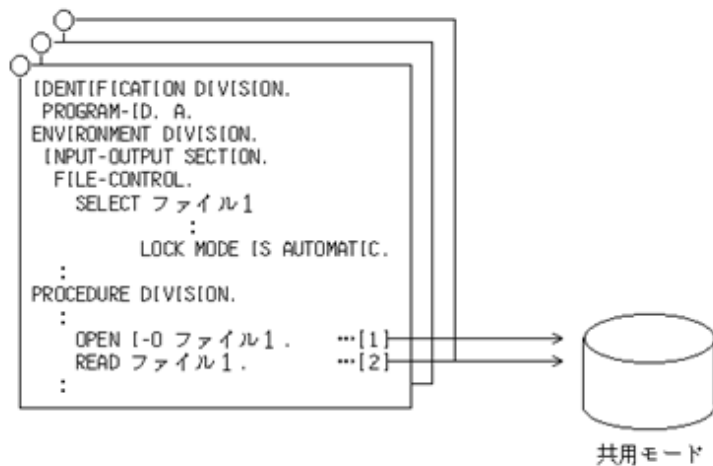 IDENTIFICATION DIVISION.
PROGRAM-ID. A.
ENVIRONMENT DIVISION.
INPUT-OUTPUT SECTION.
FILE-CONTROL.
SELECT ファイル1
:
LOCK MODE IS AUTOMATIC.
:
PROCEDURE DIVISION.
:
OPEN I-O ファイル1. …[1]
READ ファイル1. …[2]
:
共用モード